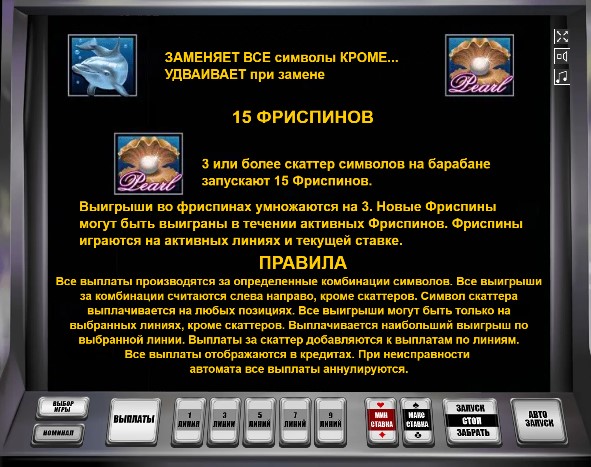 ЗАМЕНЯЕТ ВСЕ символы КРОМЕ...
УДВАИВАЕТ при замене
Pearl
15 ФРИСПИНОВ
Pearl
3 или более скаттер символов на барабане
запускают 15 Фриспинов.
Выигрыши во фриспинах умножаются на 3. Новые Фриспины
могут быть выиграны в течении активных Фриспинов. Фриспины
играются на активных линиях и текущей ставке.
ПРАВИЛА
Все выплаты производятся за определенные комбинации символов. Все выигрыши
за комбинации считаются слева направо, кроме скаттеров. Символ скаттера
выплачивается на любых позициях. Все выигрыши могут быть только на
выбранных линиях, кроме скаттеров. Выплачивается наибольший выигрыш по
выбранной линии. Выплаты за скаттер добавляются к выплатам по линиям.
Все выплаты отображаются в кредитах. При неисправности
автомата все выплаты аннулируются.
ВЫБОР
ИГРЫ
НОМИНАЛ
ВЫПЛАТЫ
1
ЛИНИЯ
3
ЛИНИИ
5
ЛИНИЙ
7
ЛИНИЙ
9
ЛИНИЙ
МИН
СТАВКА
МАКС
СТАВКА
ЗАПУСК
СТОП
ЗАБРАТЬ
АВТО
ЗАПУСК